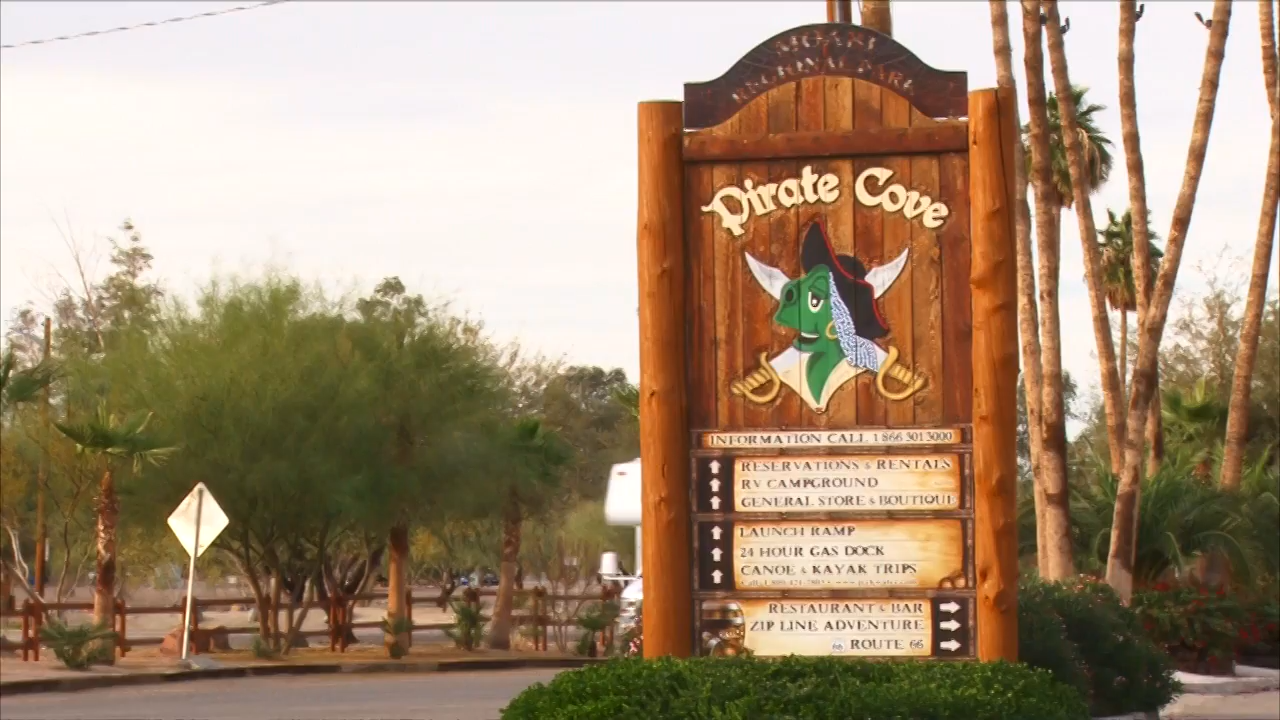 MOABI
REGIONAL PARK
Pirate Cove
INFORMATION CALL 1 866 301 3000
RESERVATIONS & RENTALS
RV CAMPGROUND
GENERAL STORE & BOUTIQUE
LAUNCH RAMP
24 HOUR GAS DOCK
CANOE & KAYAK TRIPS
RESTAURANT & BAR
ZIP LINE ADVENTURE
66 ROUTE 66